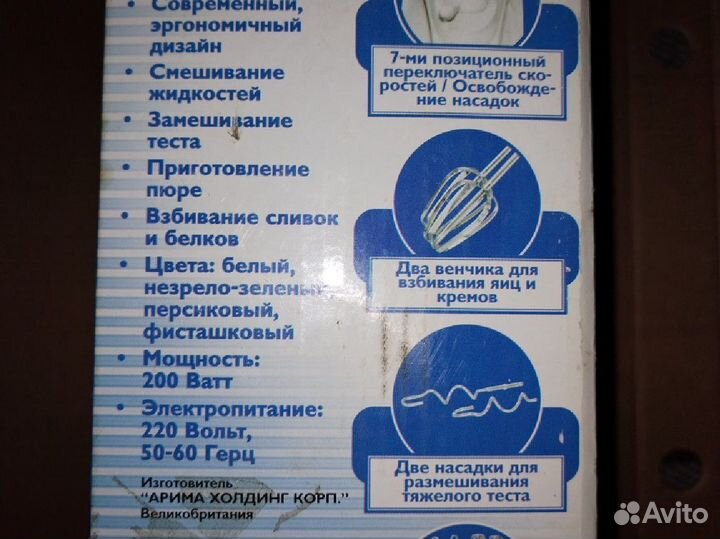 • Современный,
эргономичный
дизайн
• Смешивание
жидкостей
• Замешивание
теста
• Приготовление
пюре
• Взбивание сливок
и белков
• Цвета: белый,
незрело-зеленый,
персиковый,
фисташковый
• Мощность:
200 Ватт
• Электропитание:
220 Вольт,
50-60 Герц
Изготовитель
"АРИМА ХОЛДИНГ КОРП."
Великобритания
7-ми позиционный
переключатель ско-
ростей / Освобожде-
ние насадок
Два венчика для
взбивания яиц и
кремов
Две насадки для
размешивания
тяжелого теста
Avito